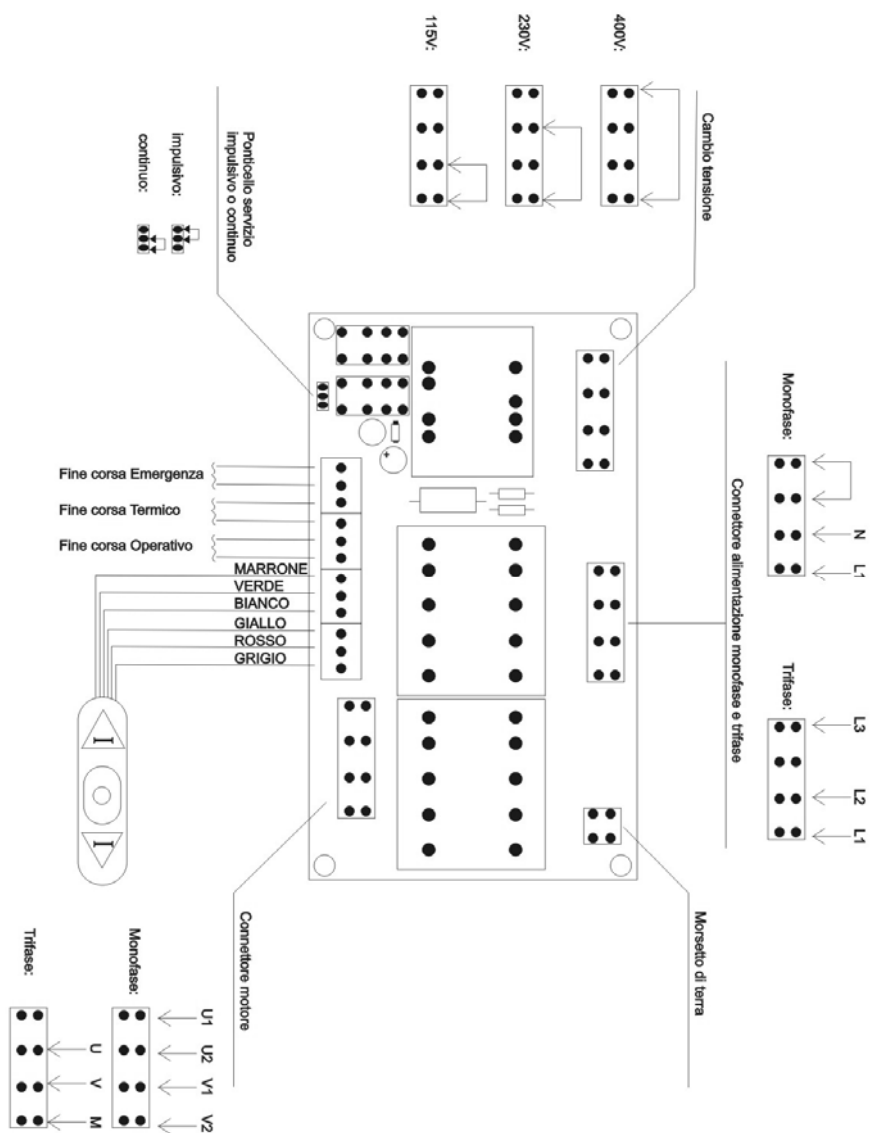 115V:
230V:
400V:
Cambio tensione
Ponticello servizio
impulsivo o continuo
impulsivo:
continuo:
Monofase:
N
L1
Connettore alimentazione monofase e trifase
Trifase:
L3
L2
L1
Fine corsa Emergenza
Fine corsa Termico
Fine corsa Operativo
MARRONE
VERDE
BIANCO
GIALLO
ROSSO
GRIGIO
I
I
+
Morsetto di terra
Connettore motore
Monofase:
U1
U2
V1
V2
Trifase:
U
V
M